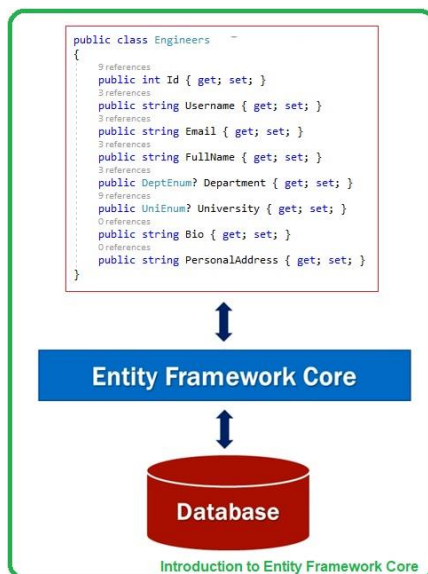 public class Engineers
{
9 references
public int Id { get; set; }
3 references
public string Username { get; set; }
3 references
public string Email { get; set; }
3 references
public string FullName { get; set; }
3 references
public DeptEnum? Department { get; set; }
9 references
public UniEnum? University { get; set; }
0 references
public string Bio { get; set; }
0 references
public string PersonalAddress { get; set; }
}
Entity Framework Core
Database
Introduction to Entity Framework Core